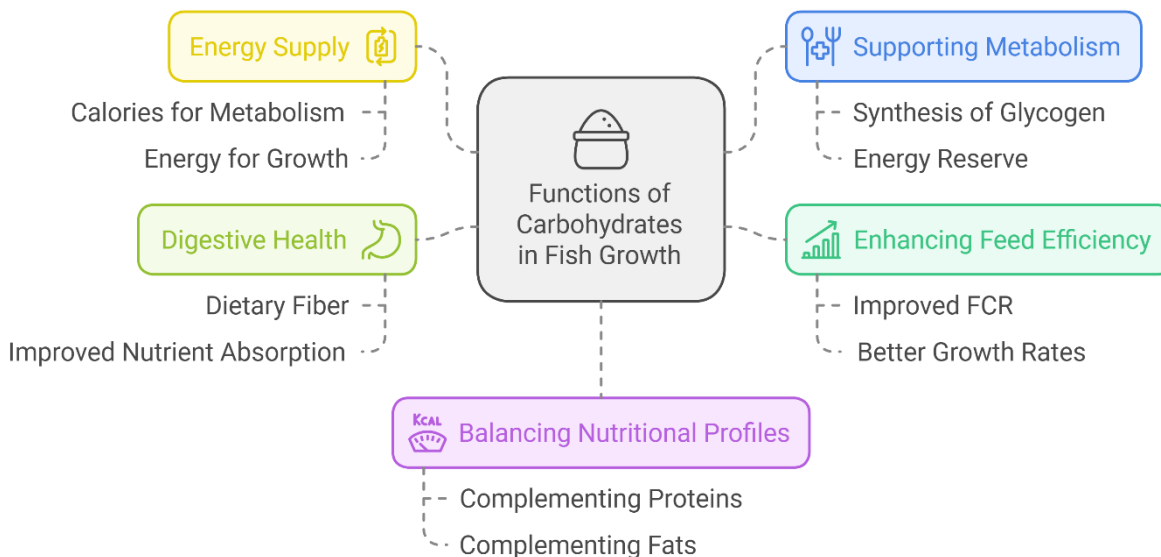 Energy Supply
Calories for Metabolism
Energy for Growth
Digestive Health
Dietary Fiber
Improved Nutrient Absorption
Functions of
Carbohydrates
in Fish Growth
Supporting Metabolism
Synthesis of Glycogen
Energy Reserve
Enhancing Feed Efficiency
Improved FCR
Better Growth Rates
KCAL
Balancing Nutritional Profiles
Complementing Proteins
Complementing Fats